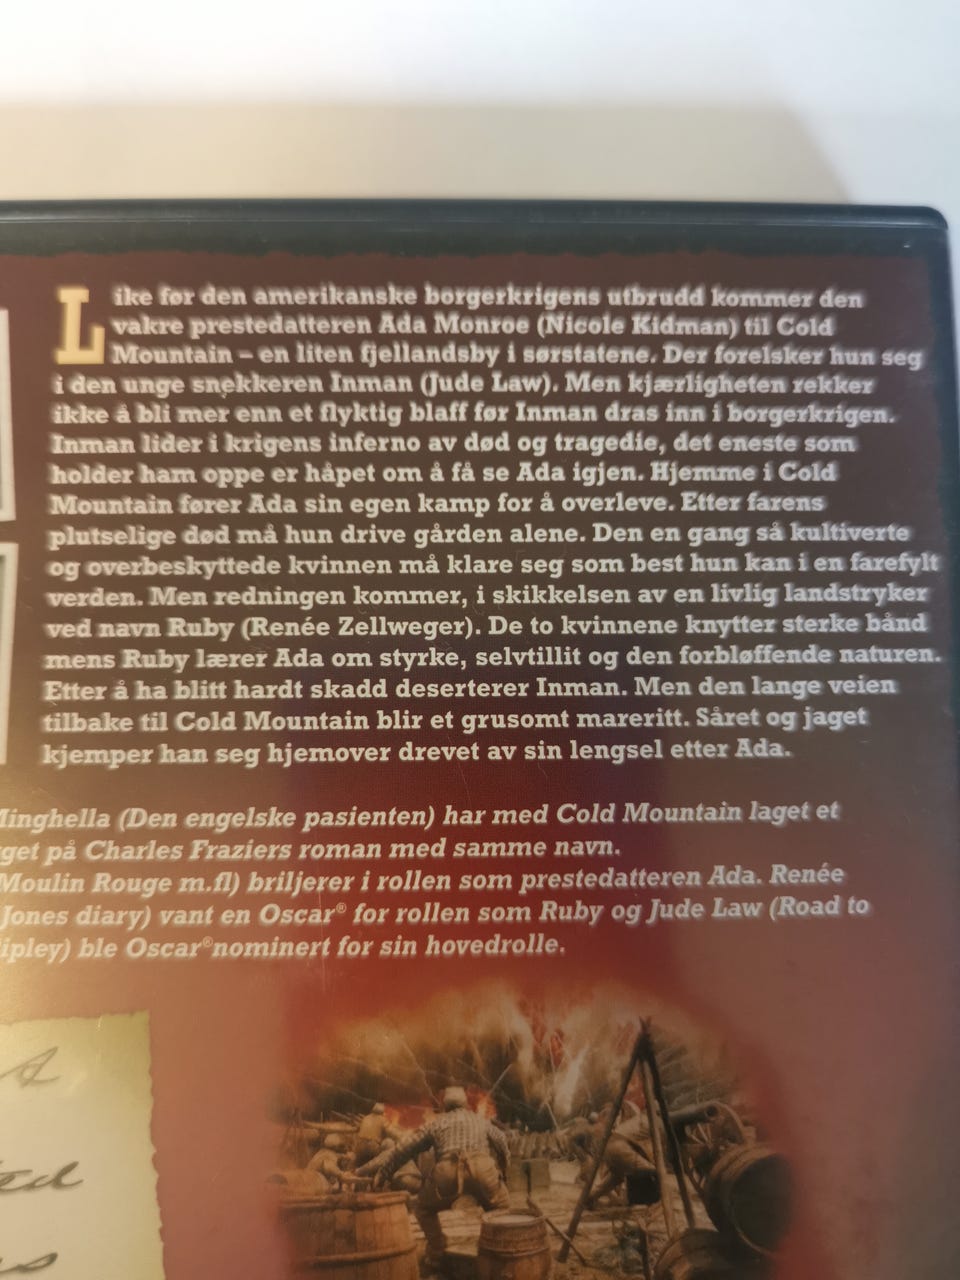 Like før den amerikanske borgerkrigens utbrudd kommer den
vakre prestedatteren Ada Monroe (Nicole Kidman) til Cold
Mountain – en liten fjellandsby i sørstatene. Der forelsker hun seg
i den unge snekkeren Inman (Jude Law). Men kjærligheten rekker
ikke å bli mer enn et flyktig blaff før Inman dras inn i borgerkrigen.
Inman lider i krigens inferno av død og tragedie, det eneste som
holder ham oppe er håpet om å få se Ada igjen. Hjemme i Cold
Mountain fører Ada sin egen kamp for å overleve. Etter farens
plutselige død må hun drive gården alene. Den en gang så kultiverte
og overbeskyttede kvinnen må klare seg som best hun kan i en farefylt
verden. Men redningen kommer, i skikkelsen av en livlig landstryker
ved navn Ruby (Renée Zellweger). De to kvinnene knytter sterke bånd
mens Ruby lærer Ada om styrke, selvtillit og den forbløffende naturen.
Etter å ha blitt hardt skadd deserterer Inman. Men den lange veien
tilbake til Cold Mountain blir et grusomt mareritt. Såret og jaget
kjemper han seg hjemover drevet av sin lengsel etter Ada.
Minghella (Den engelske pasienten) har med Cold Mountain laget et
get på Charles Fraziers roman med samme navn.
Moulin Rouge m.fl) briljerer i rollen som prestedatteren Ada. Renée
Jones diary) vant en Oscar® for rollen som Ruby og Jude Law (Road to
ipley) ble Oscar®nominert for sin hovedrolle.